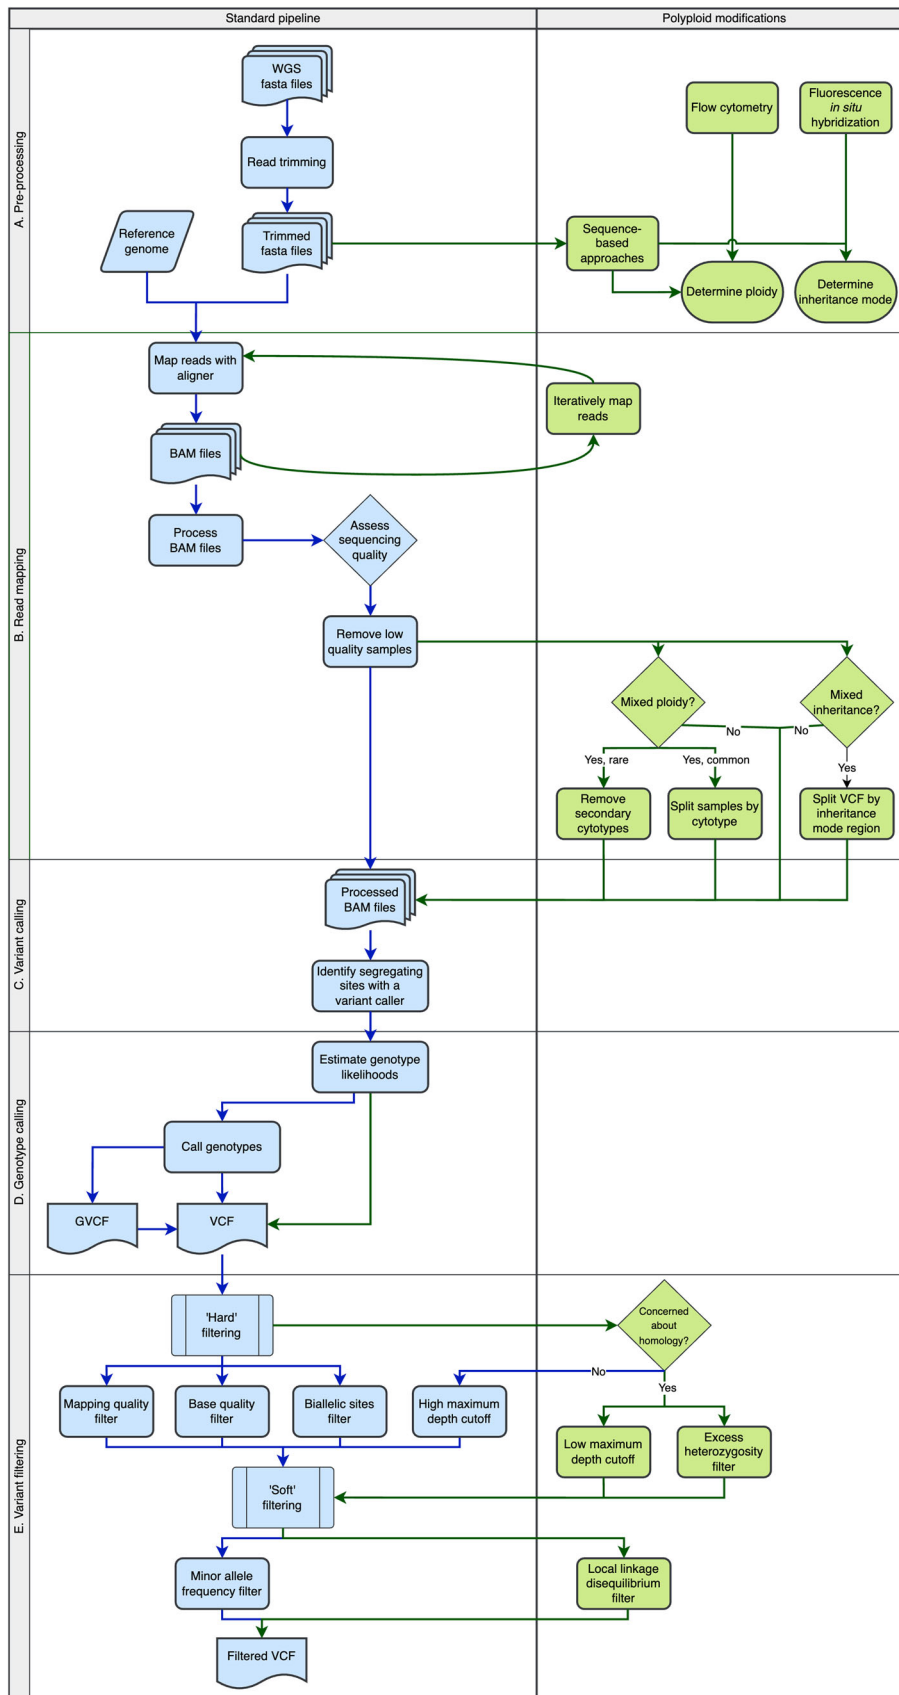 Standard pipeline
Polyploid modifications
A. Pre-processing
WGS
fasta files
Read trimming
Reference
genome
Trimmed
fasta files
Flow cytometry
Fluorescence
in situ
hybridization
Sequence-
based
approaches
Determine ploidy
Determine
inheritance mode
B. Read mapping
Map reads with
aligner
Iteratively map
reads
BAM files
Process
BAM files
Assess
sequencing
quality
Remove low
quality samples
Mixed ploidy?
Mixed
inheritance?
No
No
Yes, rare
Yes, common
Yes
Remove
secondary
cytotypes
Split samples by
cytotype
Split VCF by
inheritance
mode region
C. Variant calling
Processed
BAM files
Identify segregating
sites with a
variant caller
D. Genotype calling
Estimate genotype
likelihoods
Call genotypes
GVCF
VCF
E. Variant filtering
'Hard'
filtering
Concerned
about
homology?
No
Yes
Mapping quality
filter
Base quality
filter
Biallelic sites
filter
High maximum
depth cutoff
Low maximum
depth cutoff
Excess
heterozygosity
filter
'Soft'
filtering
Minor allele
frequency filter
Local linkage
disequilibrium
filter
Filtered VCF